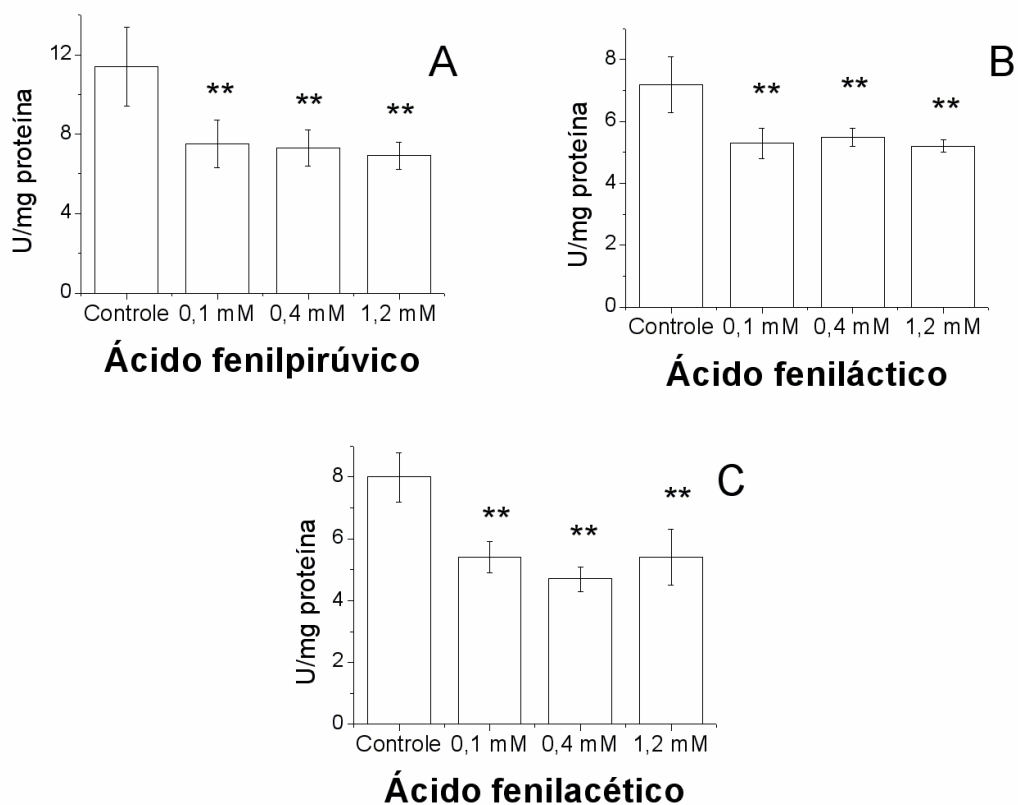 A
U/mg proteína
12
8
4
0
** ** **
Controle 0,1 mM 0,4 mM 1,2 mM
Ácido fenilpirúvico
B
U/mg proteína
8
6
4
2
0
** ** **
Controle 0,1 mM 0,4 mM 1,2 mM
Ácido feniláctico
C
U/mg proteína
8
6
4
2
0
** ** **
Controle 0,1 mM 0,4 mM 1,2 mM
Ácido fenilacético